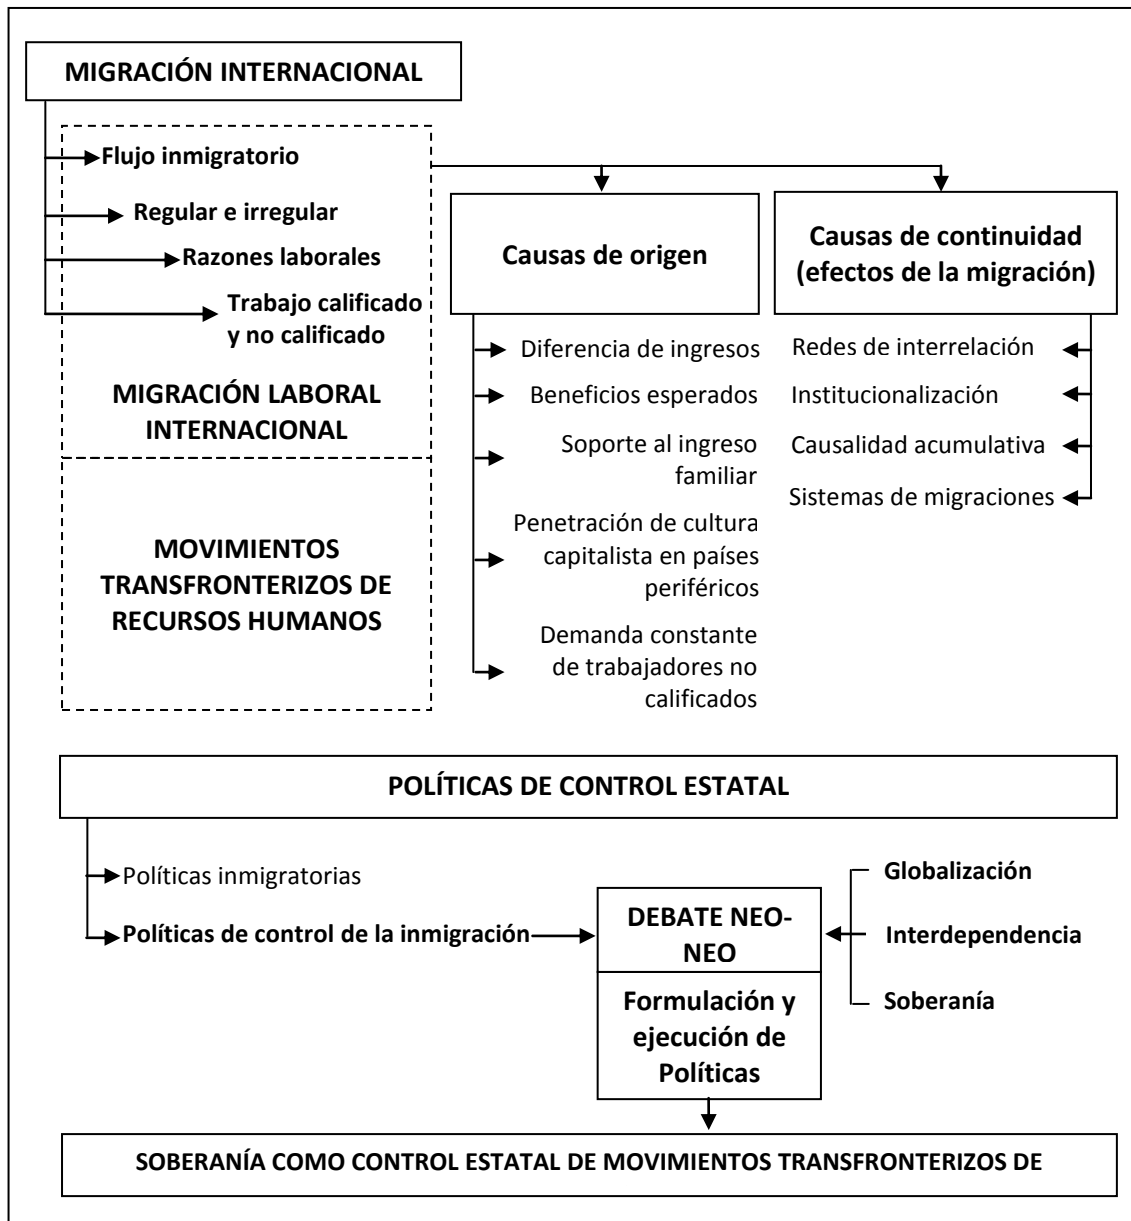 MIGRACIÓN INTERNACIONAL
Flujo inmigratorio
Regular e irregular
Razones laborales
Trabajo calificado
y no calificado
MIGRACIÓN LABORAL
INTERNACIONAL
MOVIMIENTOS
TRANSFRONTERIZOS DE
RECURSOS HUMANOS
Causas de origen
Diferencia de ingresos
Beneficios esperados
Soporte al ingreso
familiar
Penetración de cultura
capitalista en países
periféricos
Demanda constante
de trabajadores no
calificados
Causas de continuidad
(efectos de la migración)
Redes de interrelación
Institucionalización
Causalidad acumulativa
Sistemas de migraciones
POLÍTICAS DE CONTROL ESTATAL
Políticas inmigratorias
Políticas de control de la inmigración
DEBATE NEO-
NEO
Formulación y
ejecución de
Políticas
Globalización
Interdependencia
Soberanía
SOBERANÍA COMO CONTROL ESTATAL DE MOVIMIENTOS TRANSFRONTERIZOS DE